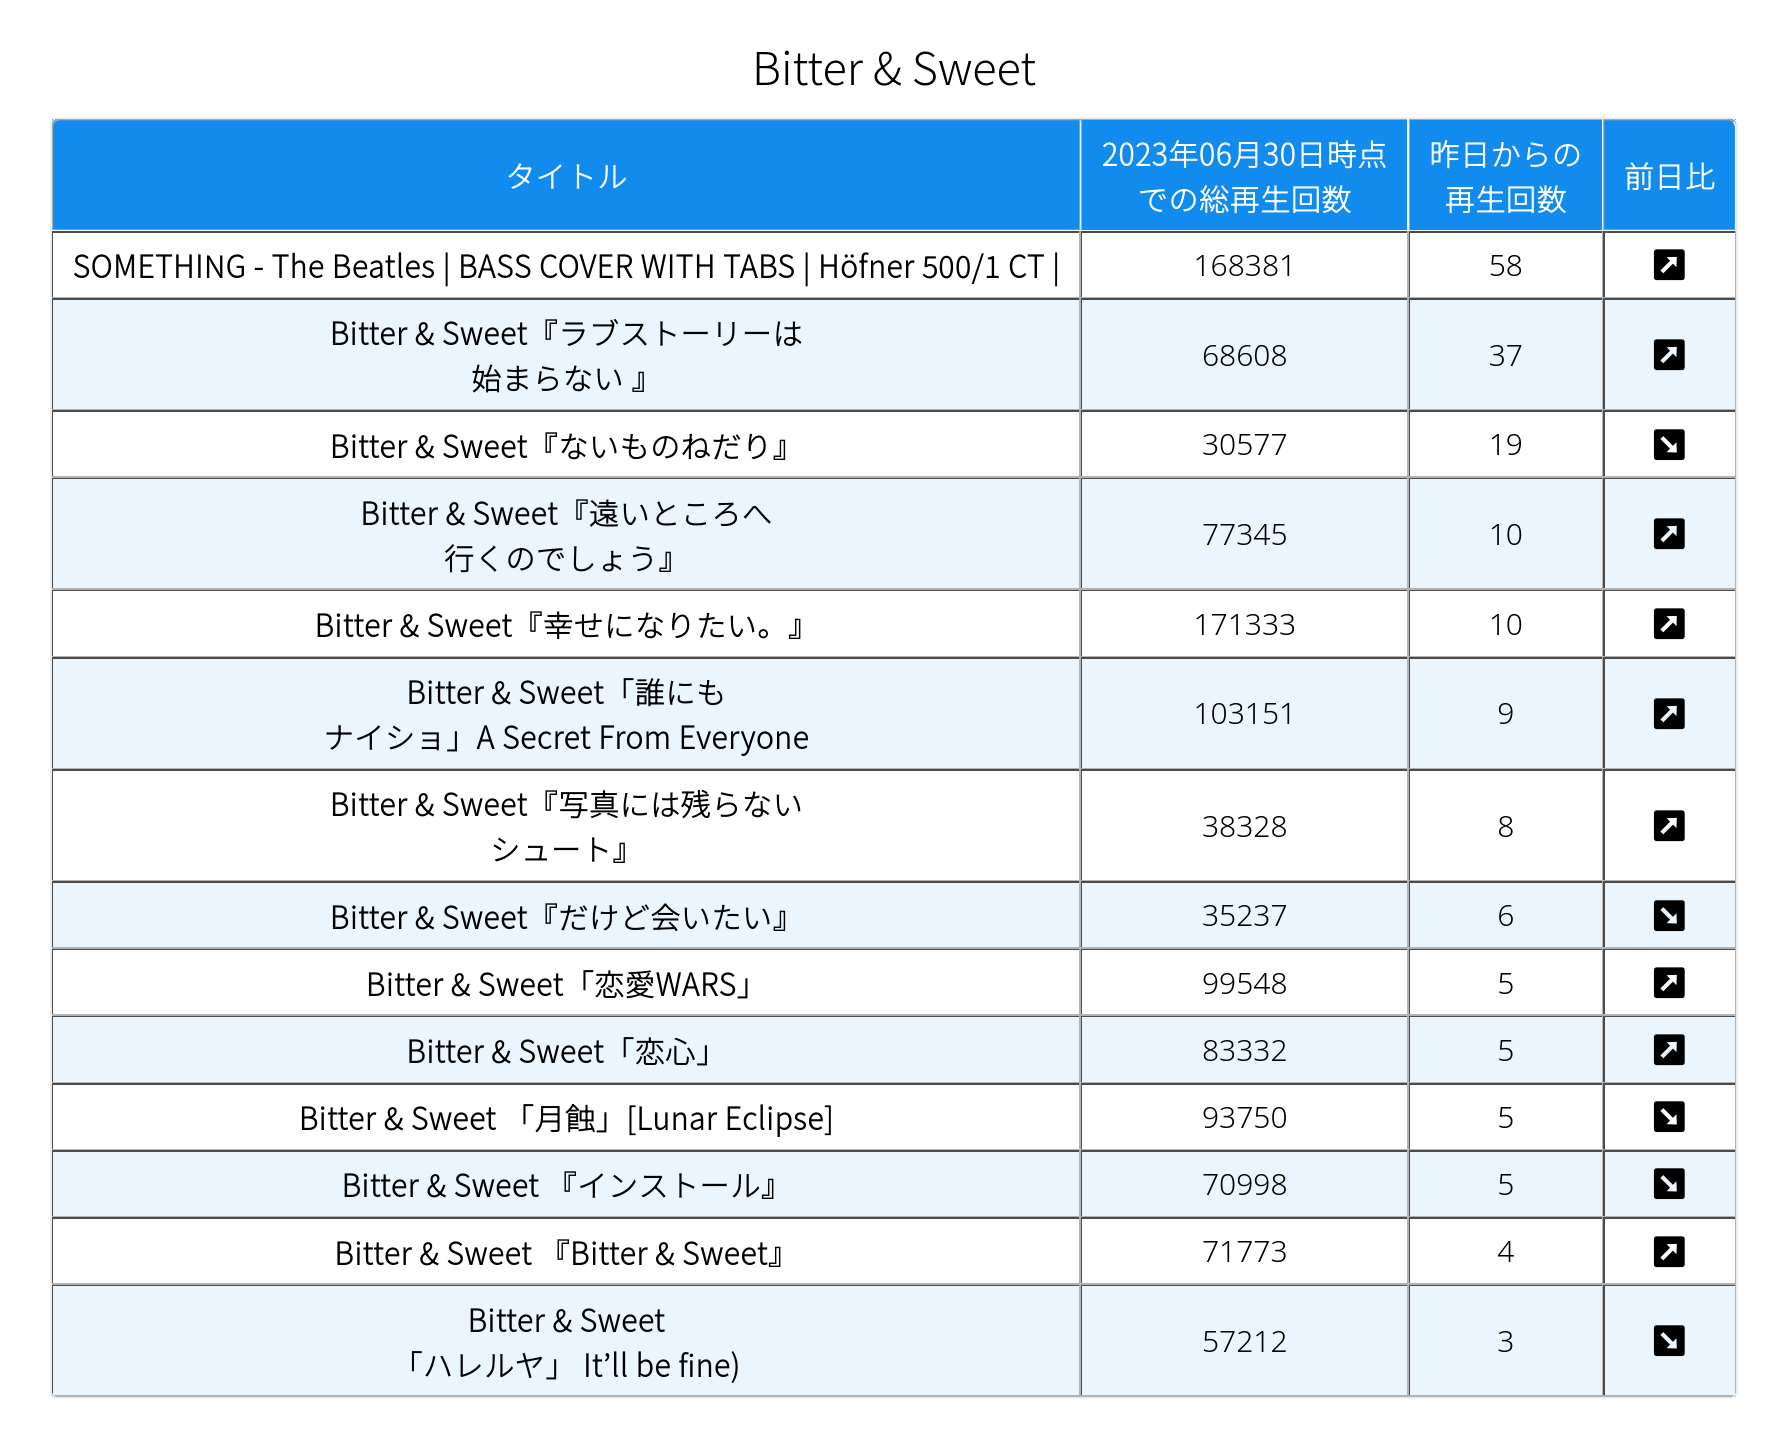 Bitter & Sweet
タイトル
2023年06月30日時点
での総再生回数
昨日からの
再生回数
前日比
SOMETHING - The Beatles | BASS COVER WITH TABS | Höfner 500/1 CT |
168381
58
Bitter & Sweet『ラブストーリーは
始まらない 』
68608
37
Bitter & Sweet『ないものねだり』
30577
19
Bitter & Sweet『遠いところへ
行くのでしょう』
77345
10
Bitter & Sweet『幸せになりたい。』
171333
10
Bitter & Sweet「誰にも
ナイショ」A Secret From Everyone
103151
9
Bitter & Sweet『写真には残らない
シュート』
38328
8
Bitter & Sweet『だけど会いたい』
35237
6
Bitter & Sweet「恋愛WARS」
99548
5
Bitter & Sweet「恋心」
83332
5
Bitter & Sweet 「月蝕」[Lunar Eclipse]
93750
5
Bitter & Sweet 『インストール』
70998
5
Bitter & Sweet 『Bitter & Sweet』
71773
4
Bitter & Sweet
「ハレルヤ」 It’ll be fine)
57212
3